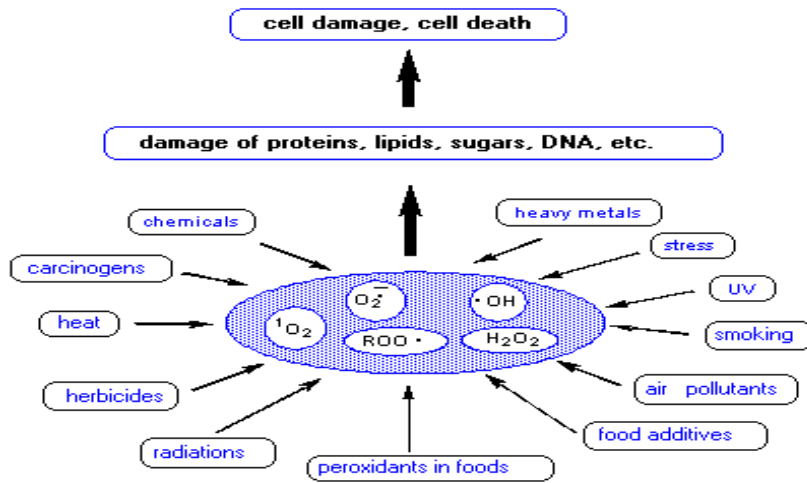 cell damage, cell death
damage of proteins, lipids, sugars, DNA, etc.
chemicals
heavy metals
stress
carcinogens
UV
heat
smoking
O₂⁻̇
· OH
¹O₂
ROO ·
H₂O₂
herbicides
air pollutants
radiations
food additives
peroxidants in foods